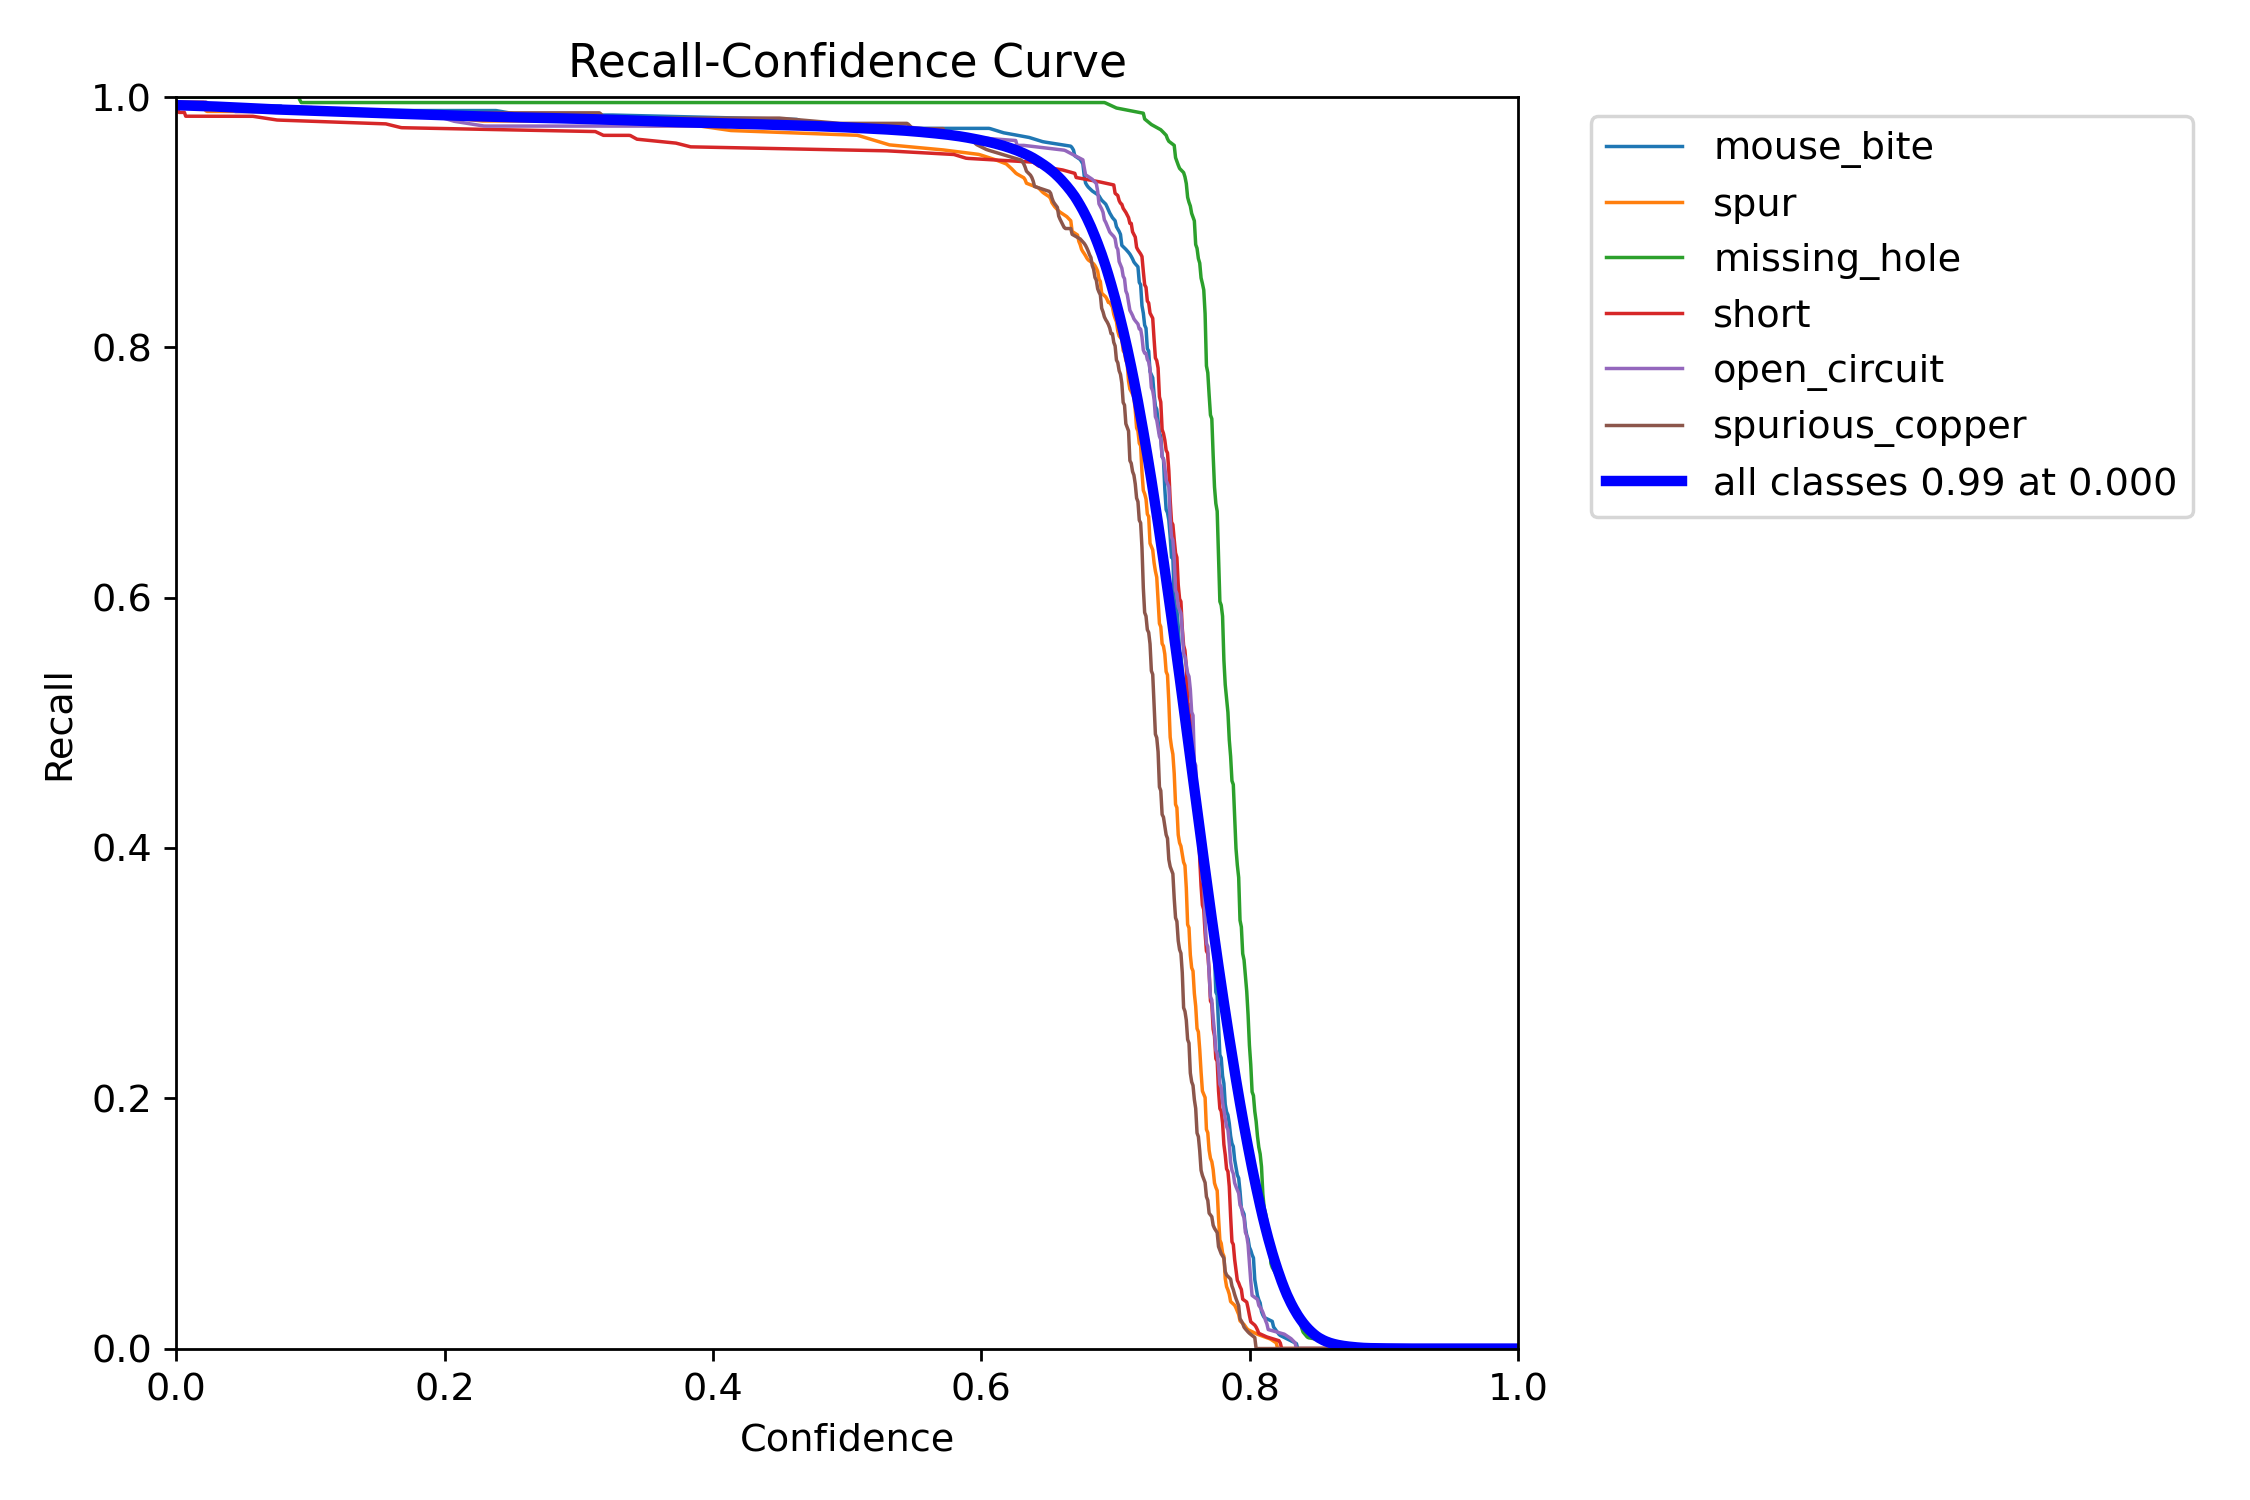 Recall-Confidence Curve
1.0
0.8
0.6
0.4
0.2
0.0
Recall
0.0 0.2 0.4 0.6 0.8 1.0
Confidence
mouse_bite
spur
missing_hole
short
open_circuit
spurious_copper
all classes 0.99 at 0.000